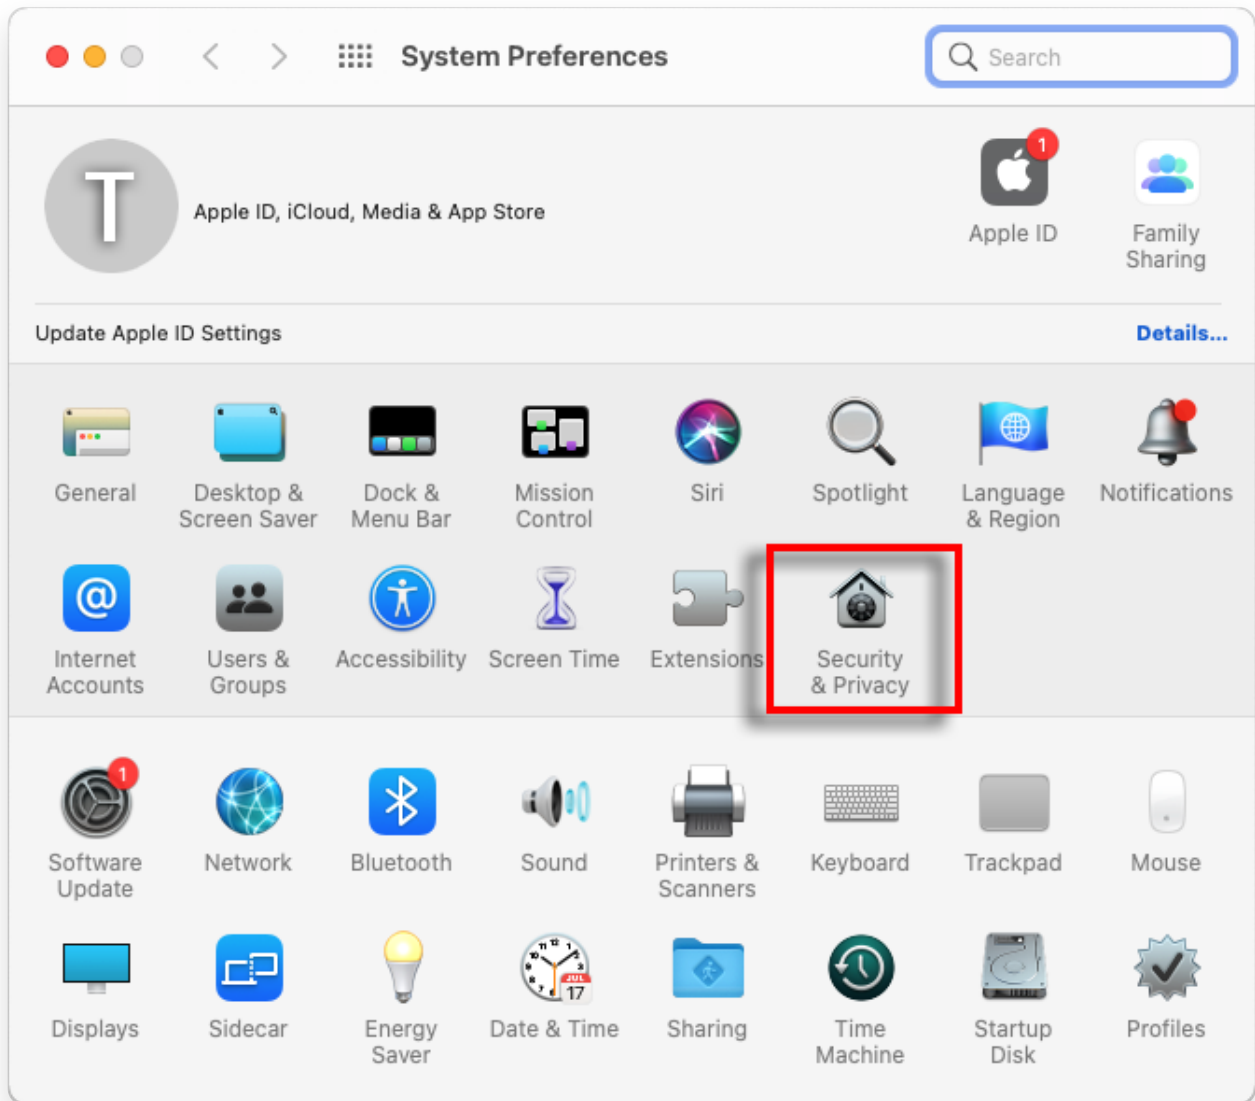 System Preferences
Search
T
Apple ID, iCloud, Media & App Store
1
Apple ID
Family
Sharing
Update Apple ID Settings
Details...
General
Desktop &
Screen Saver
Dock &
Menu Bar
Mission
Control
Siri
Spotlight
Language
& Region
Notifications
@
Internet
Accounts
Users &
Groups
Accessibility
Screen Time
Extensions
Security
& Privacy
1
Software
Update
Network
Bluetooth
Sound
Printers &
Scanners
Keyboard
Trackpad
Mouse
Displays
Sidecar
Energy
Saver
JUL
17
Date & Time
Sharing
Time
Machine
Startup
Disk
Profiles